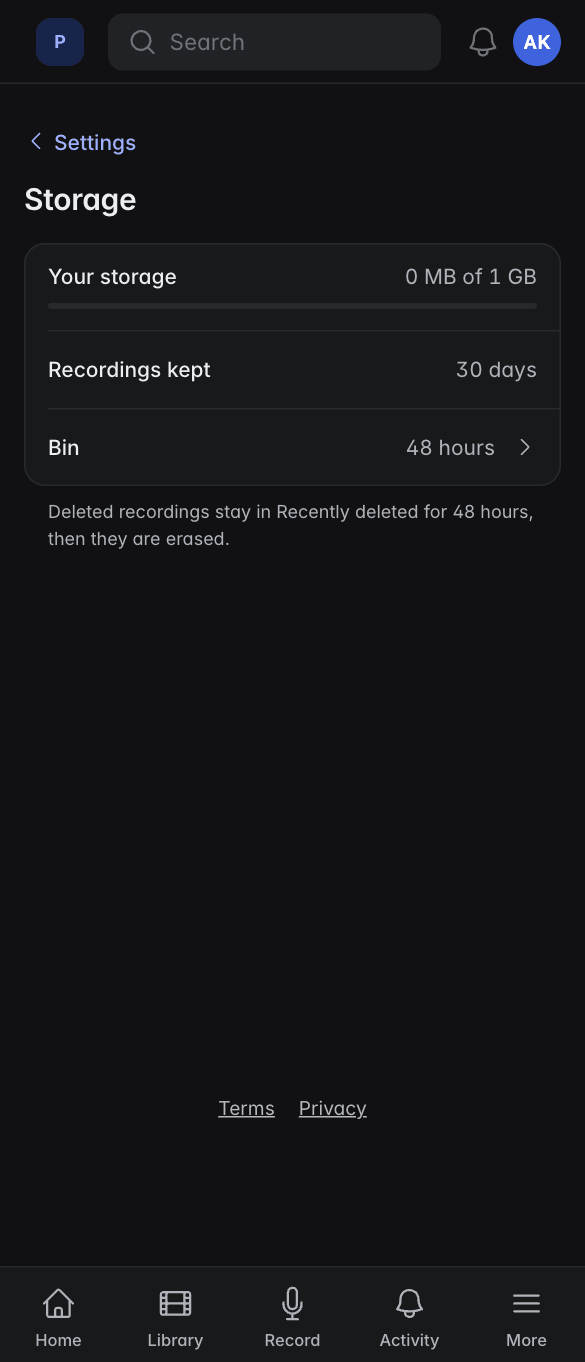 P
Search
AK
Settings
Storage
Your storage 0 MB of 1 GB
Recordings kept 30 days
Bin 48 hours
Deleted recordings stay in Recently deleted for 48 hours,
then they are erased.
Terms Privacy
Home Library Record Activity More